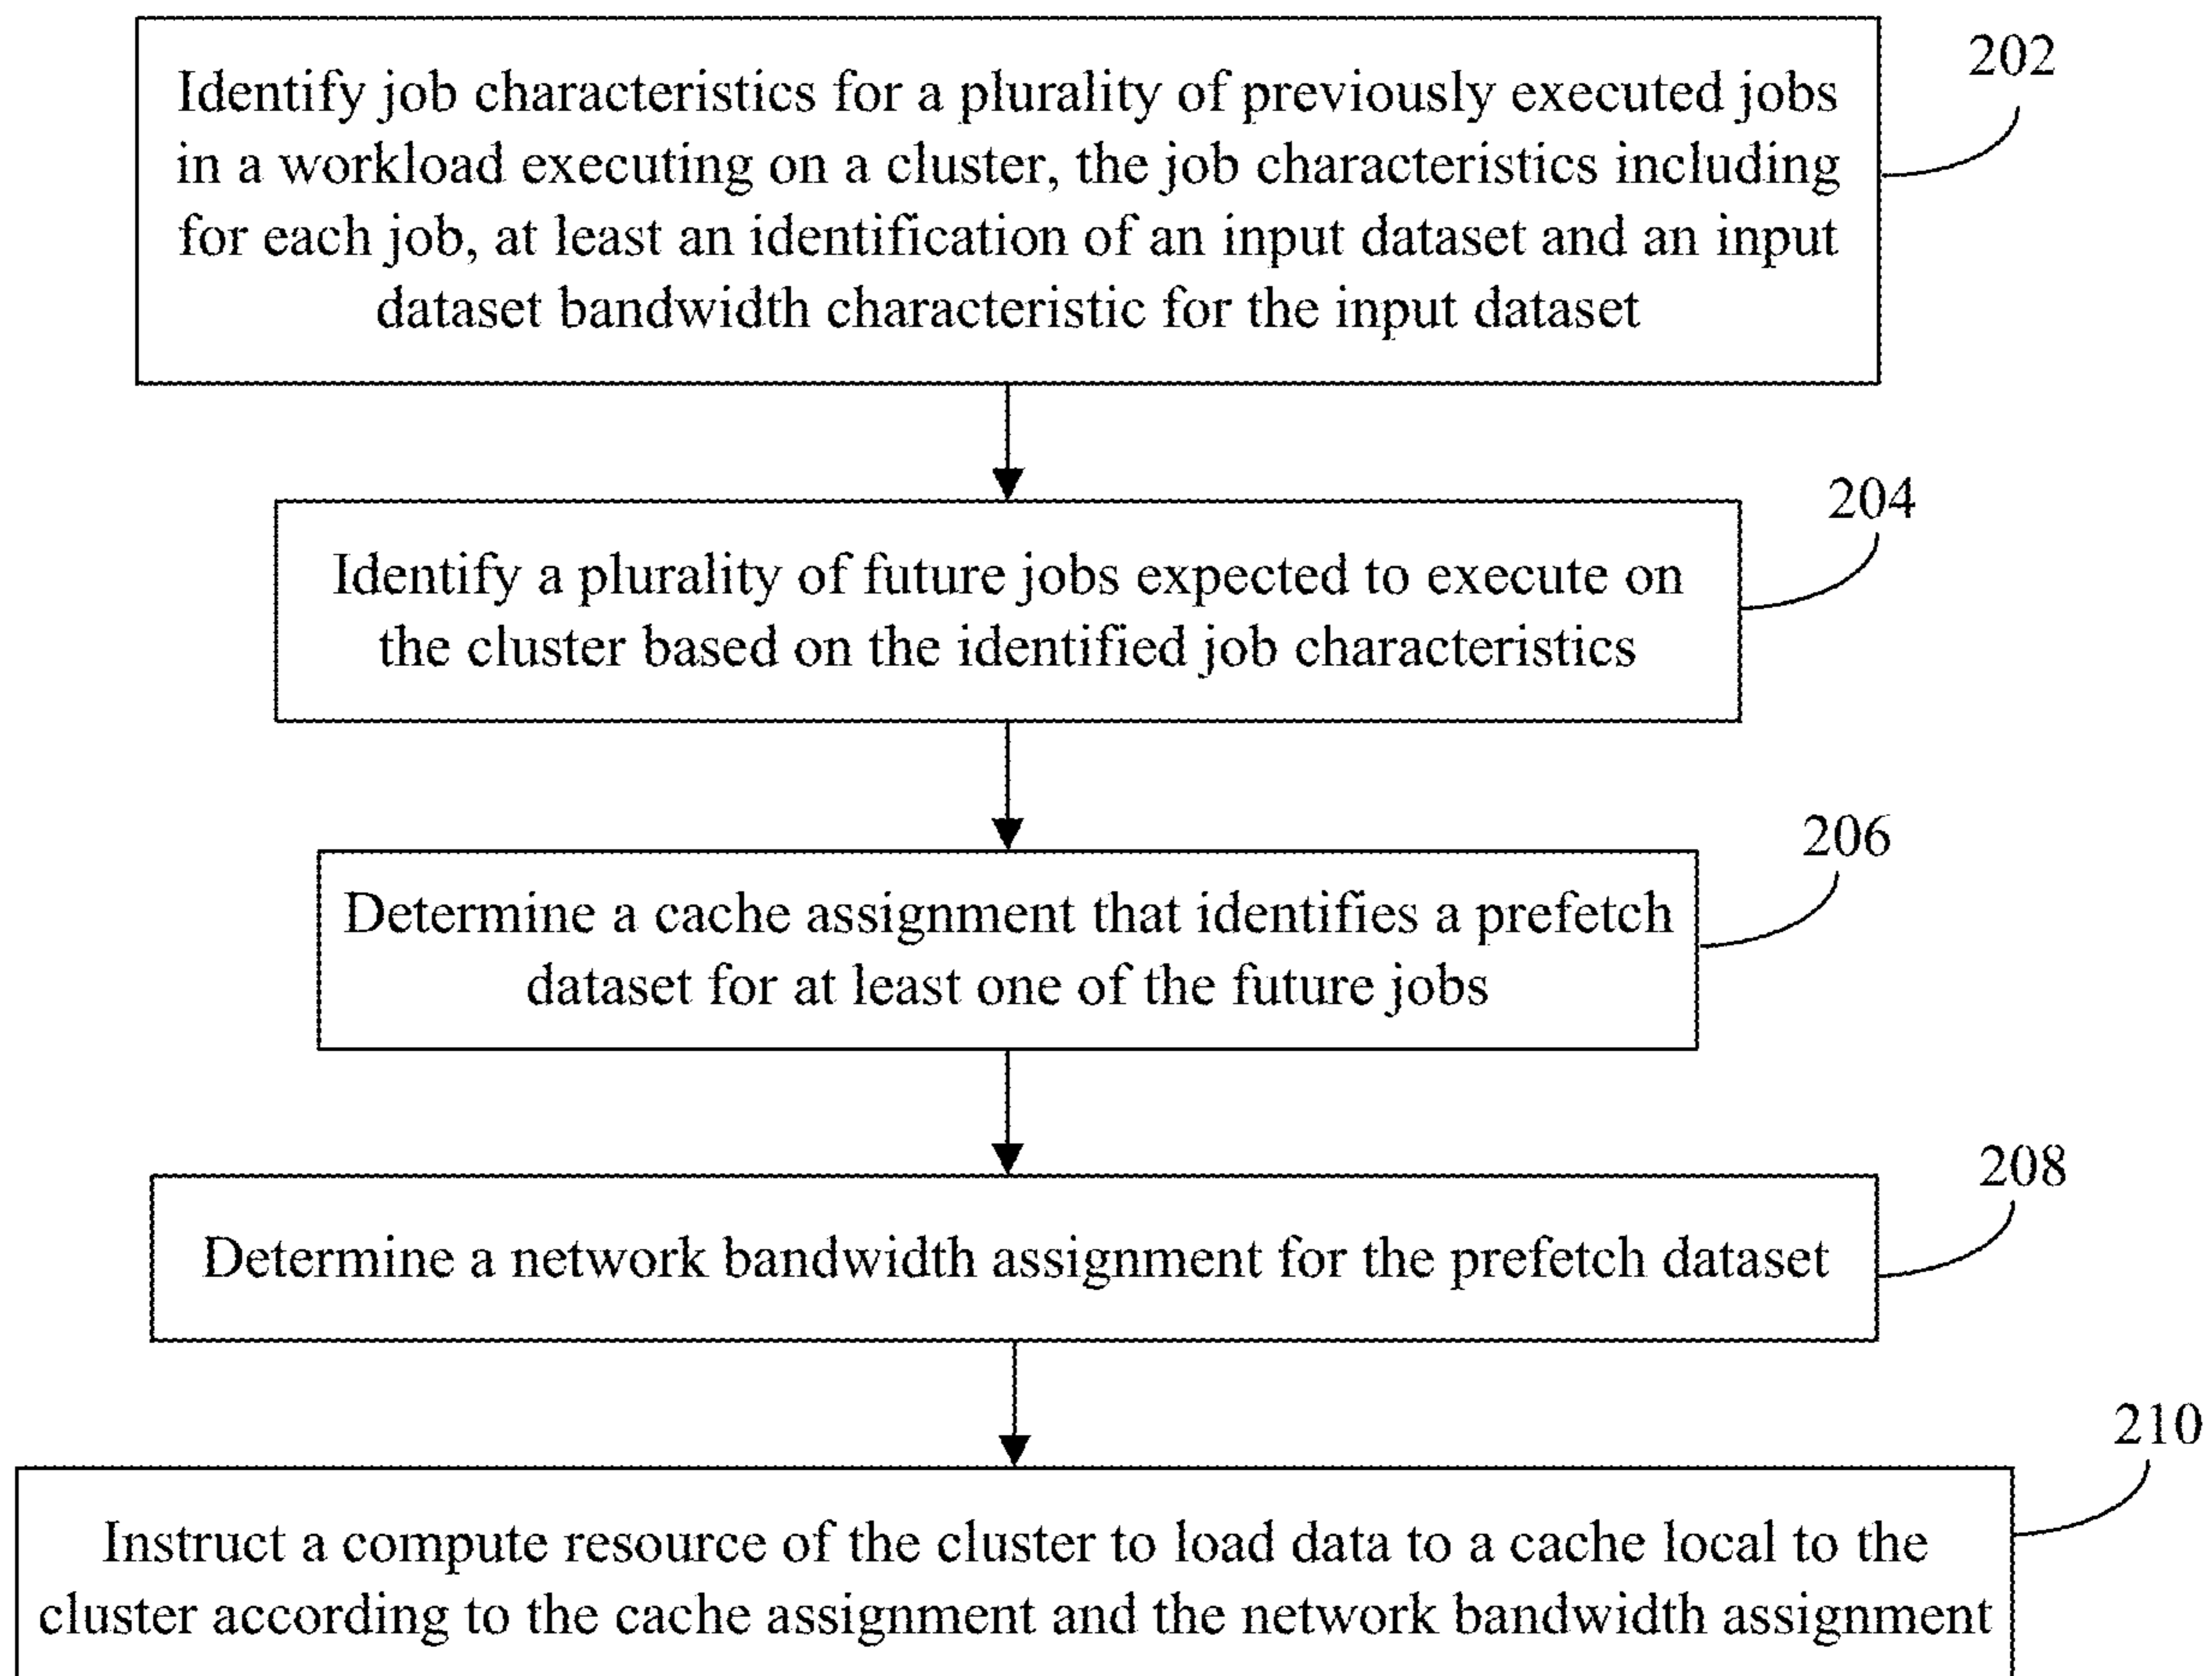 Identify job characteristics for a plurality of previously executed jobs
in a workload executing on a cluster, the job characteristics including
for each job, at least an identification of an input dataset and an input
dataset bandwidth characteristic for the input dataset
202
Identify a plurality of future jobs expected to execute on
the cluster based on the identified job characteristics
204
Determine a cache assignment that identifies a prefetch
dataset for at least one of the future jobs
206
Determine a network bandwidth assignment for the prefetch dataset
208
Instruct a compute resource of the cluster to load data to a cache local to the
cluster according to the cache assignment and the network bandwidth assignment
210